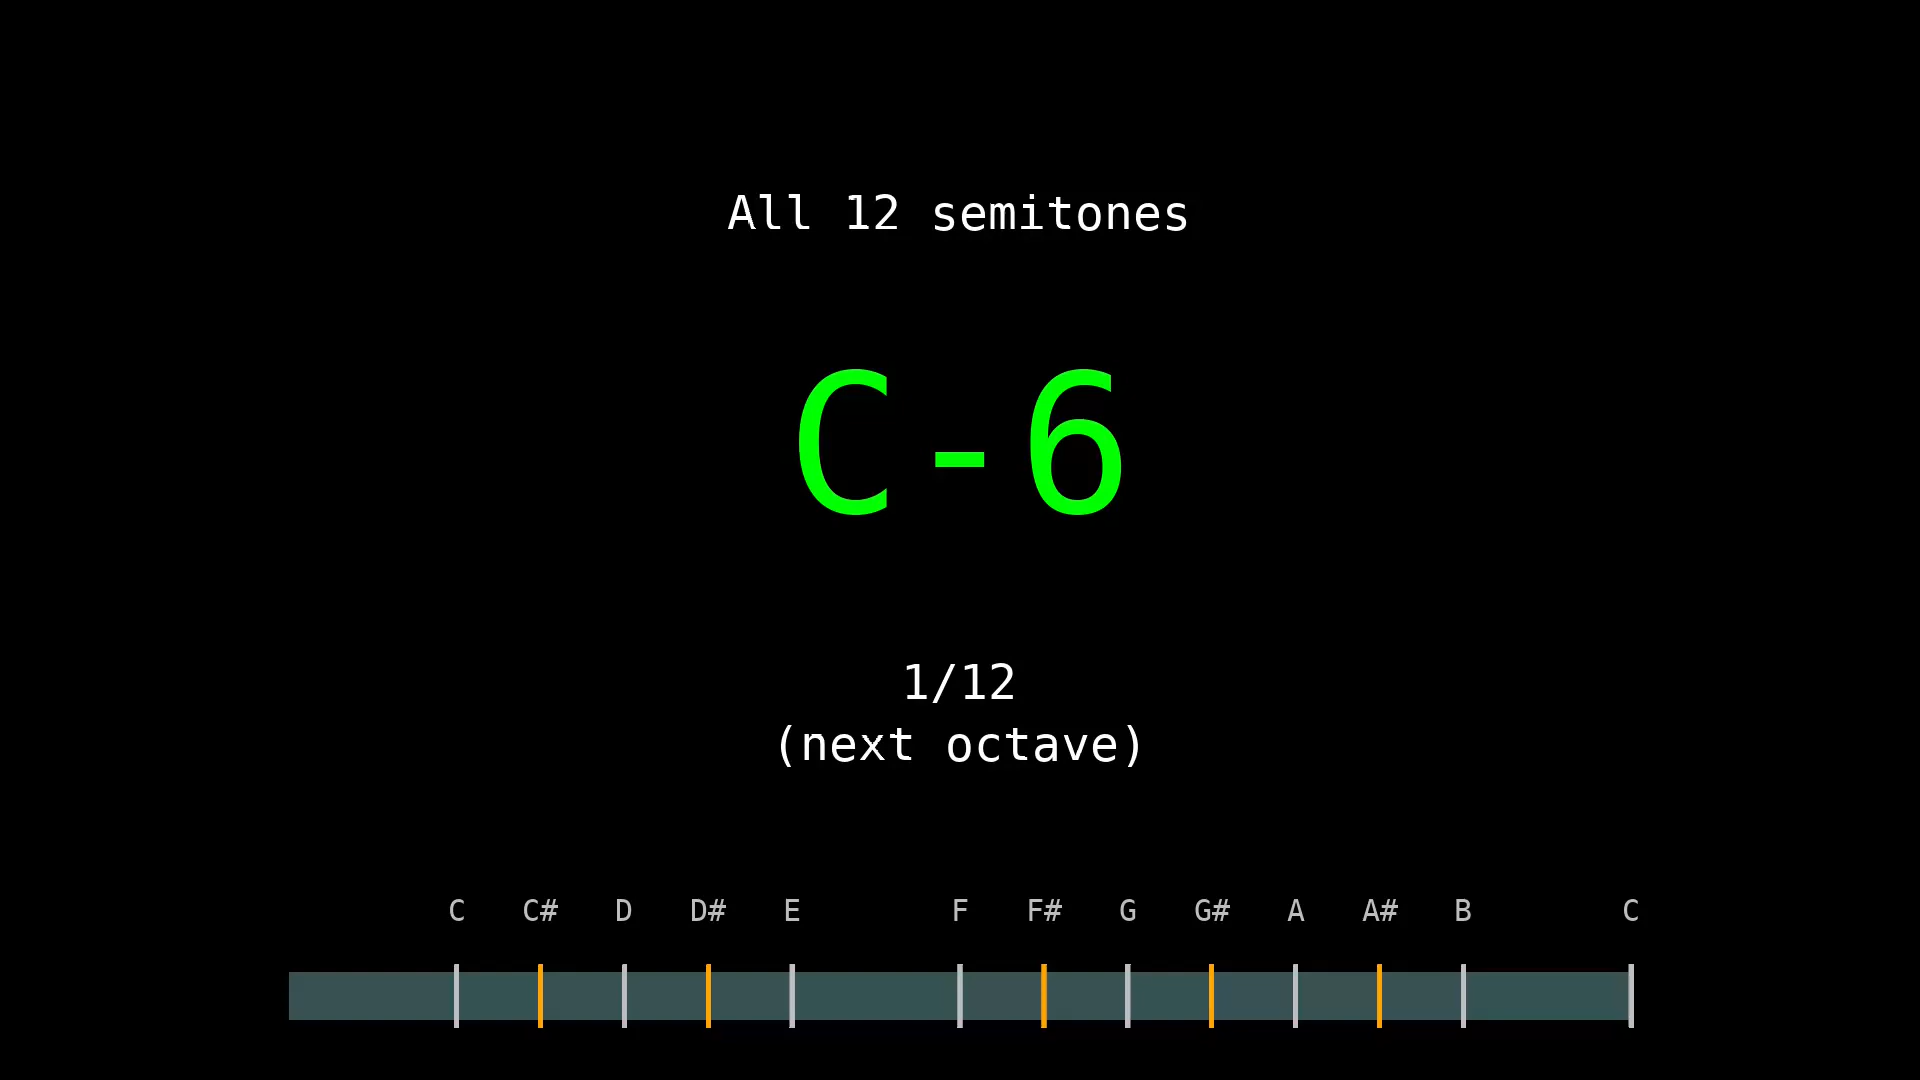 All 12 semitones
C-6
1/12
(next octave)
C C# D D# E F F# G G# A A# B C